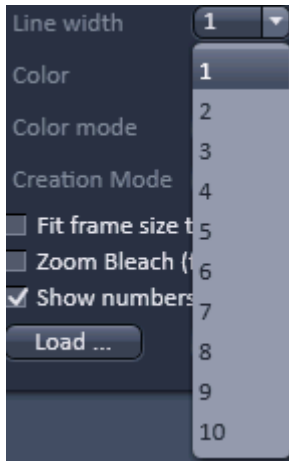 Line width 1
Color 1
2
Color mode
3
Creation Mode 4
Fit frame size 5
Zoom Bleach 6
Show numbers 7
Load ... 8
9
10